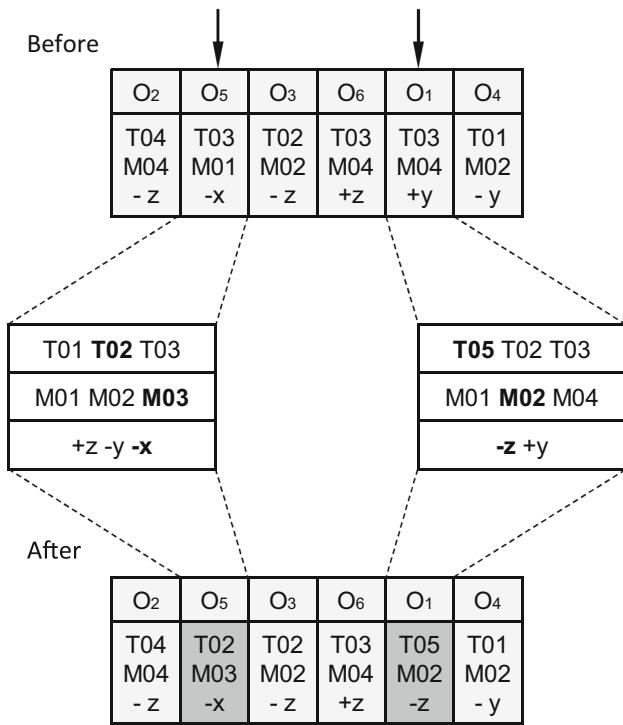 Before
O2 O5 O3 O6 O1 O4
T04 T03 T02 T03 T03 T01
M04 M01 M02 M04 M04 M02
- z -x - z +z +y - y
T01 T02 T03
M01 M02 M03
+z -y -x
T05 T02 T03
M01 M02 M04
-z +y
After
O2 O5 O3 O6 O1 O4
T04 T02 T02 T03 T05 T01
M04 M03 M02 M04 M02 M02
- z -x - z +z -z - y